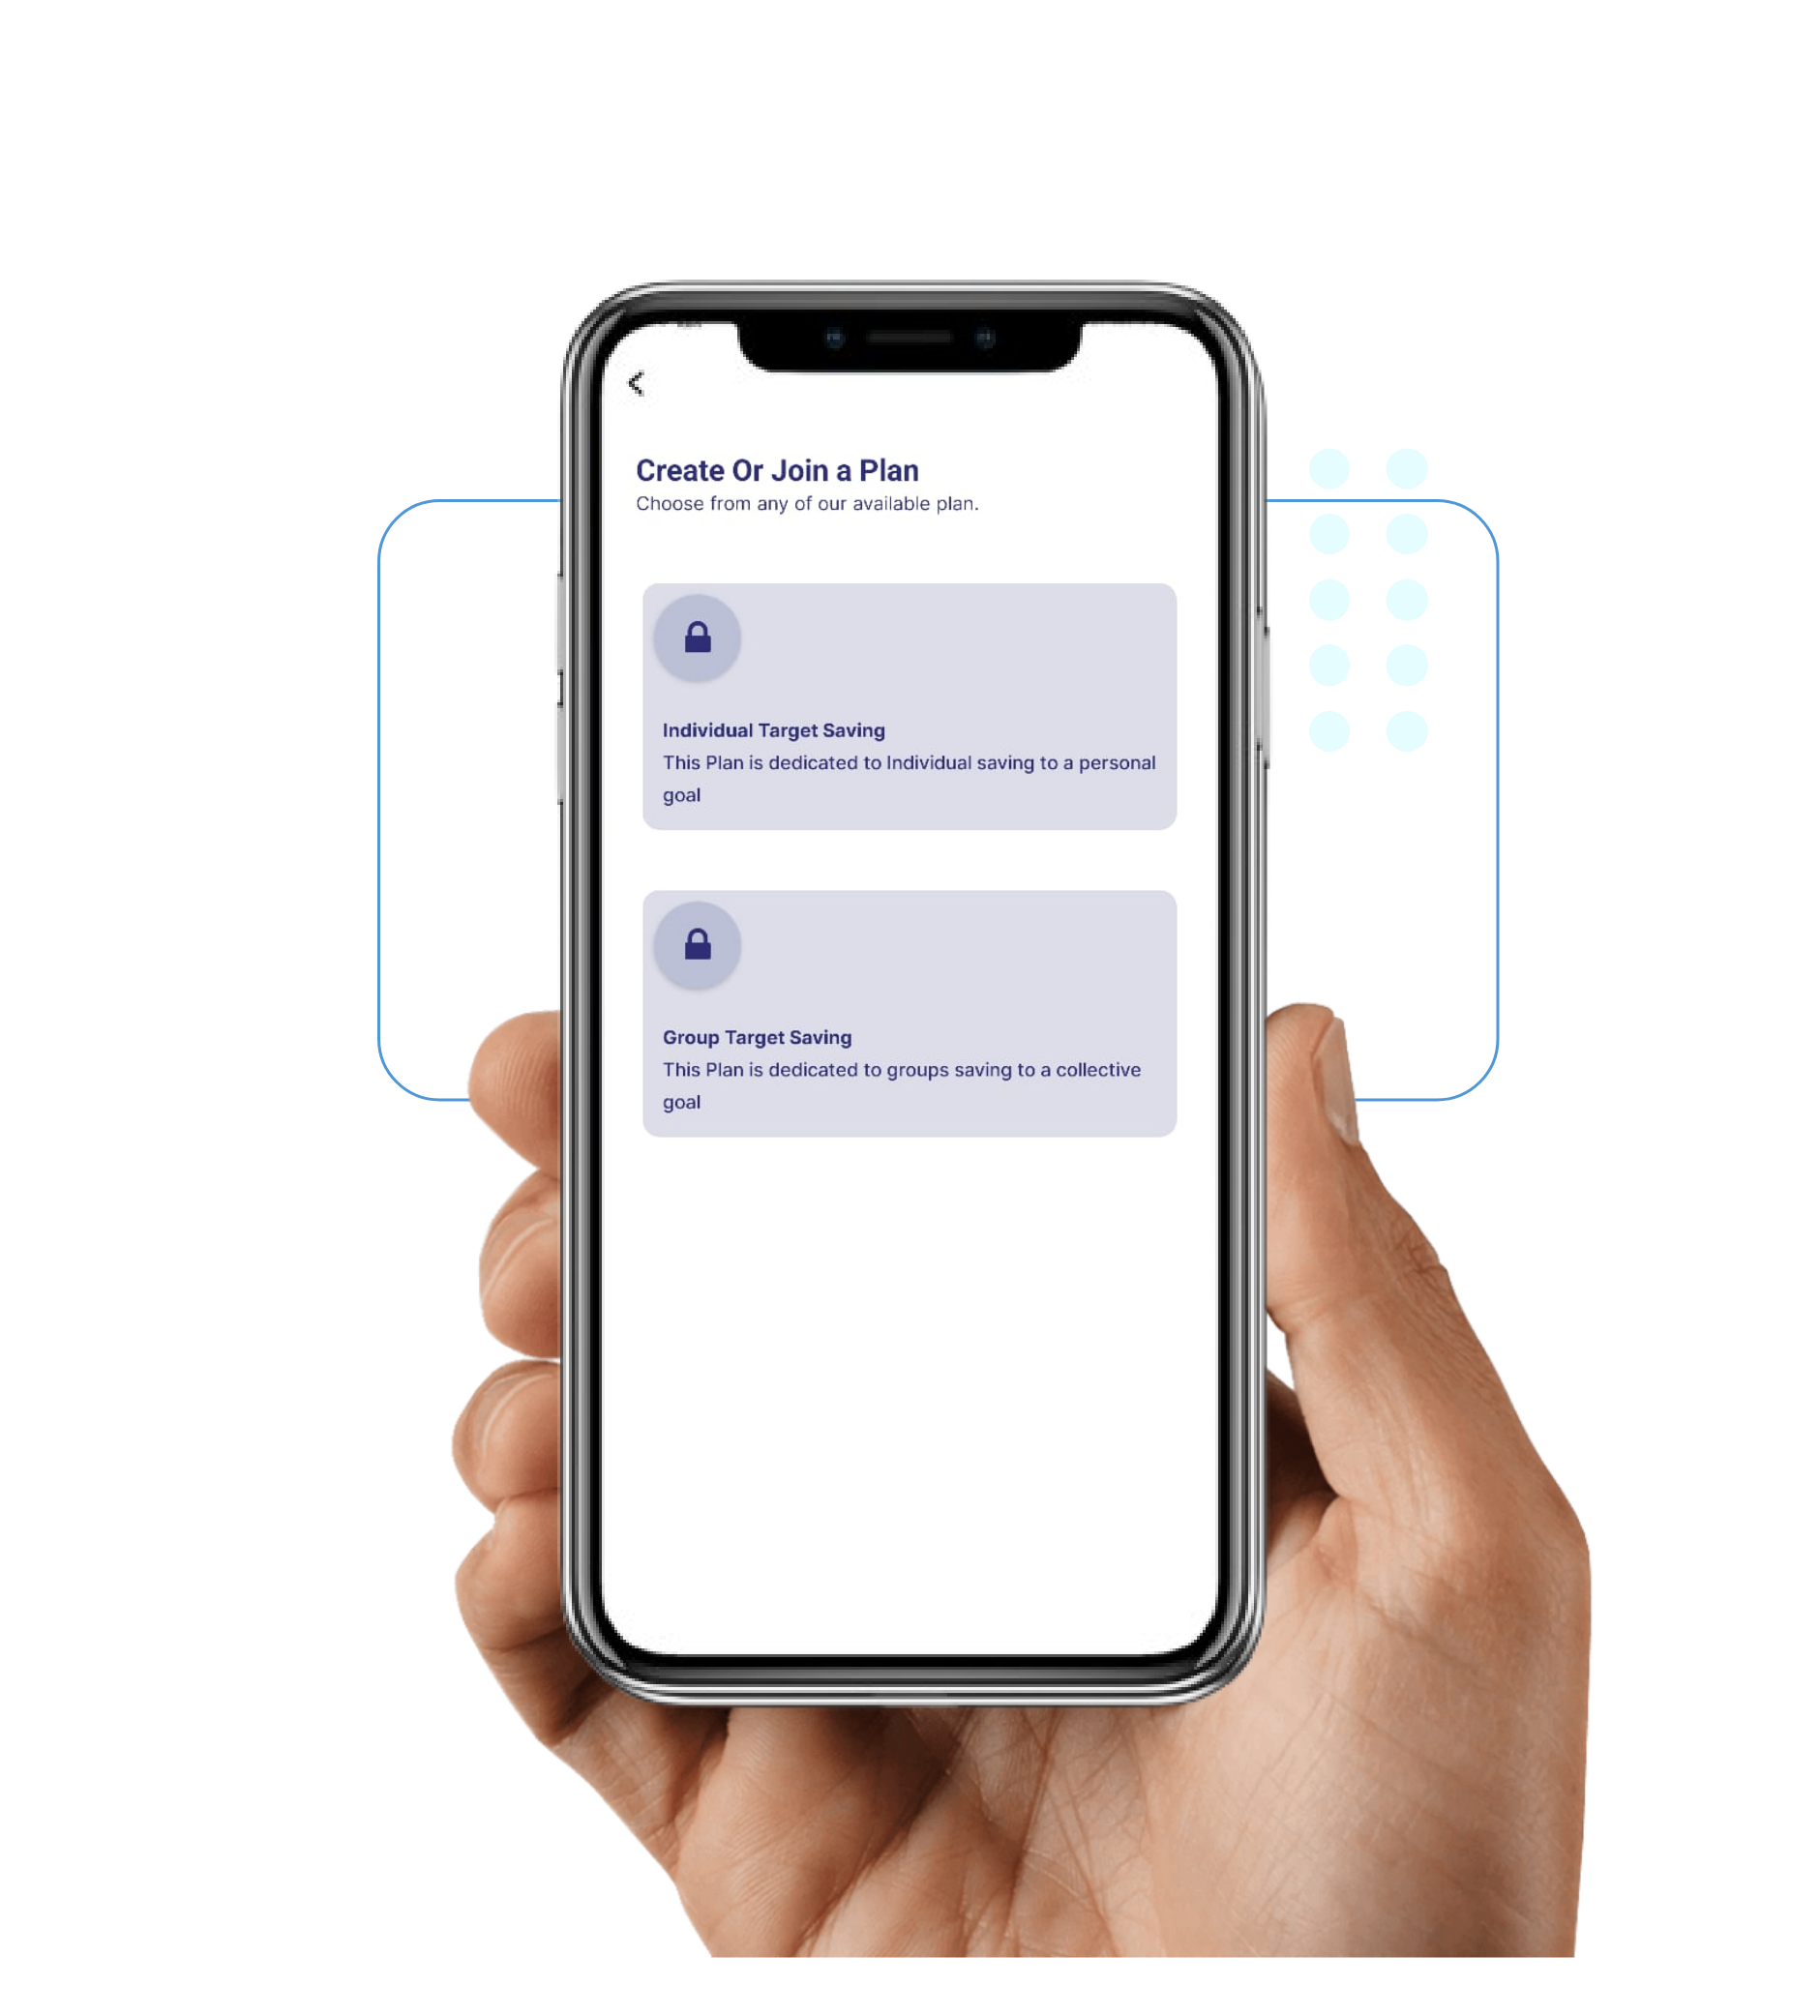 Create Or Join a Plan
Choose from any of our available plan.
Individual Target Saving
This Plan is dedicated to Individual saving to a personal
goal
Group Target Saving
This Plan is dedicated to groups saving to a collective
goal